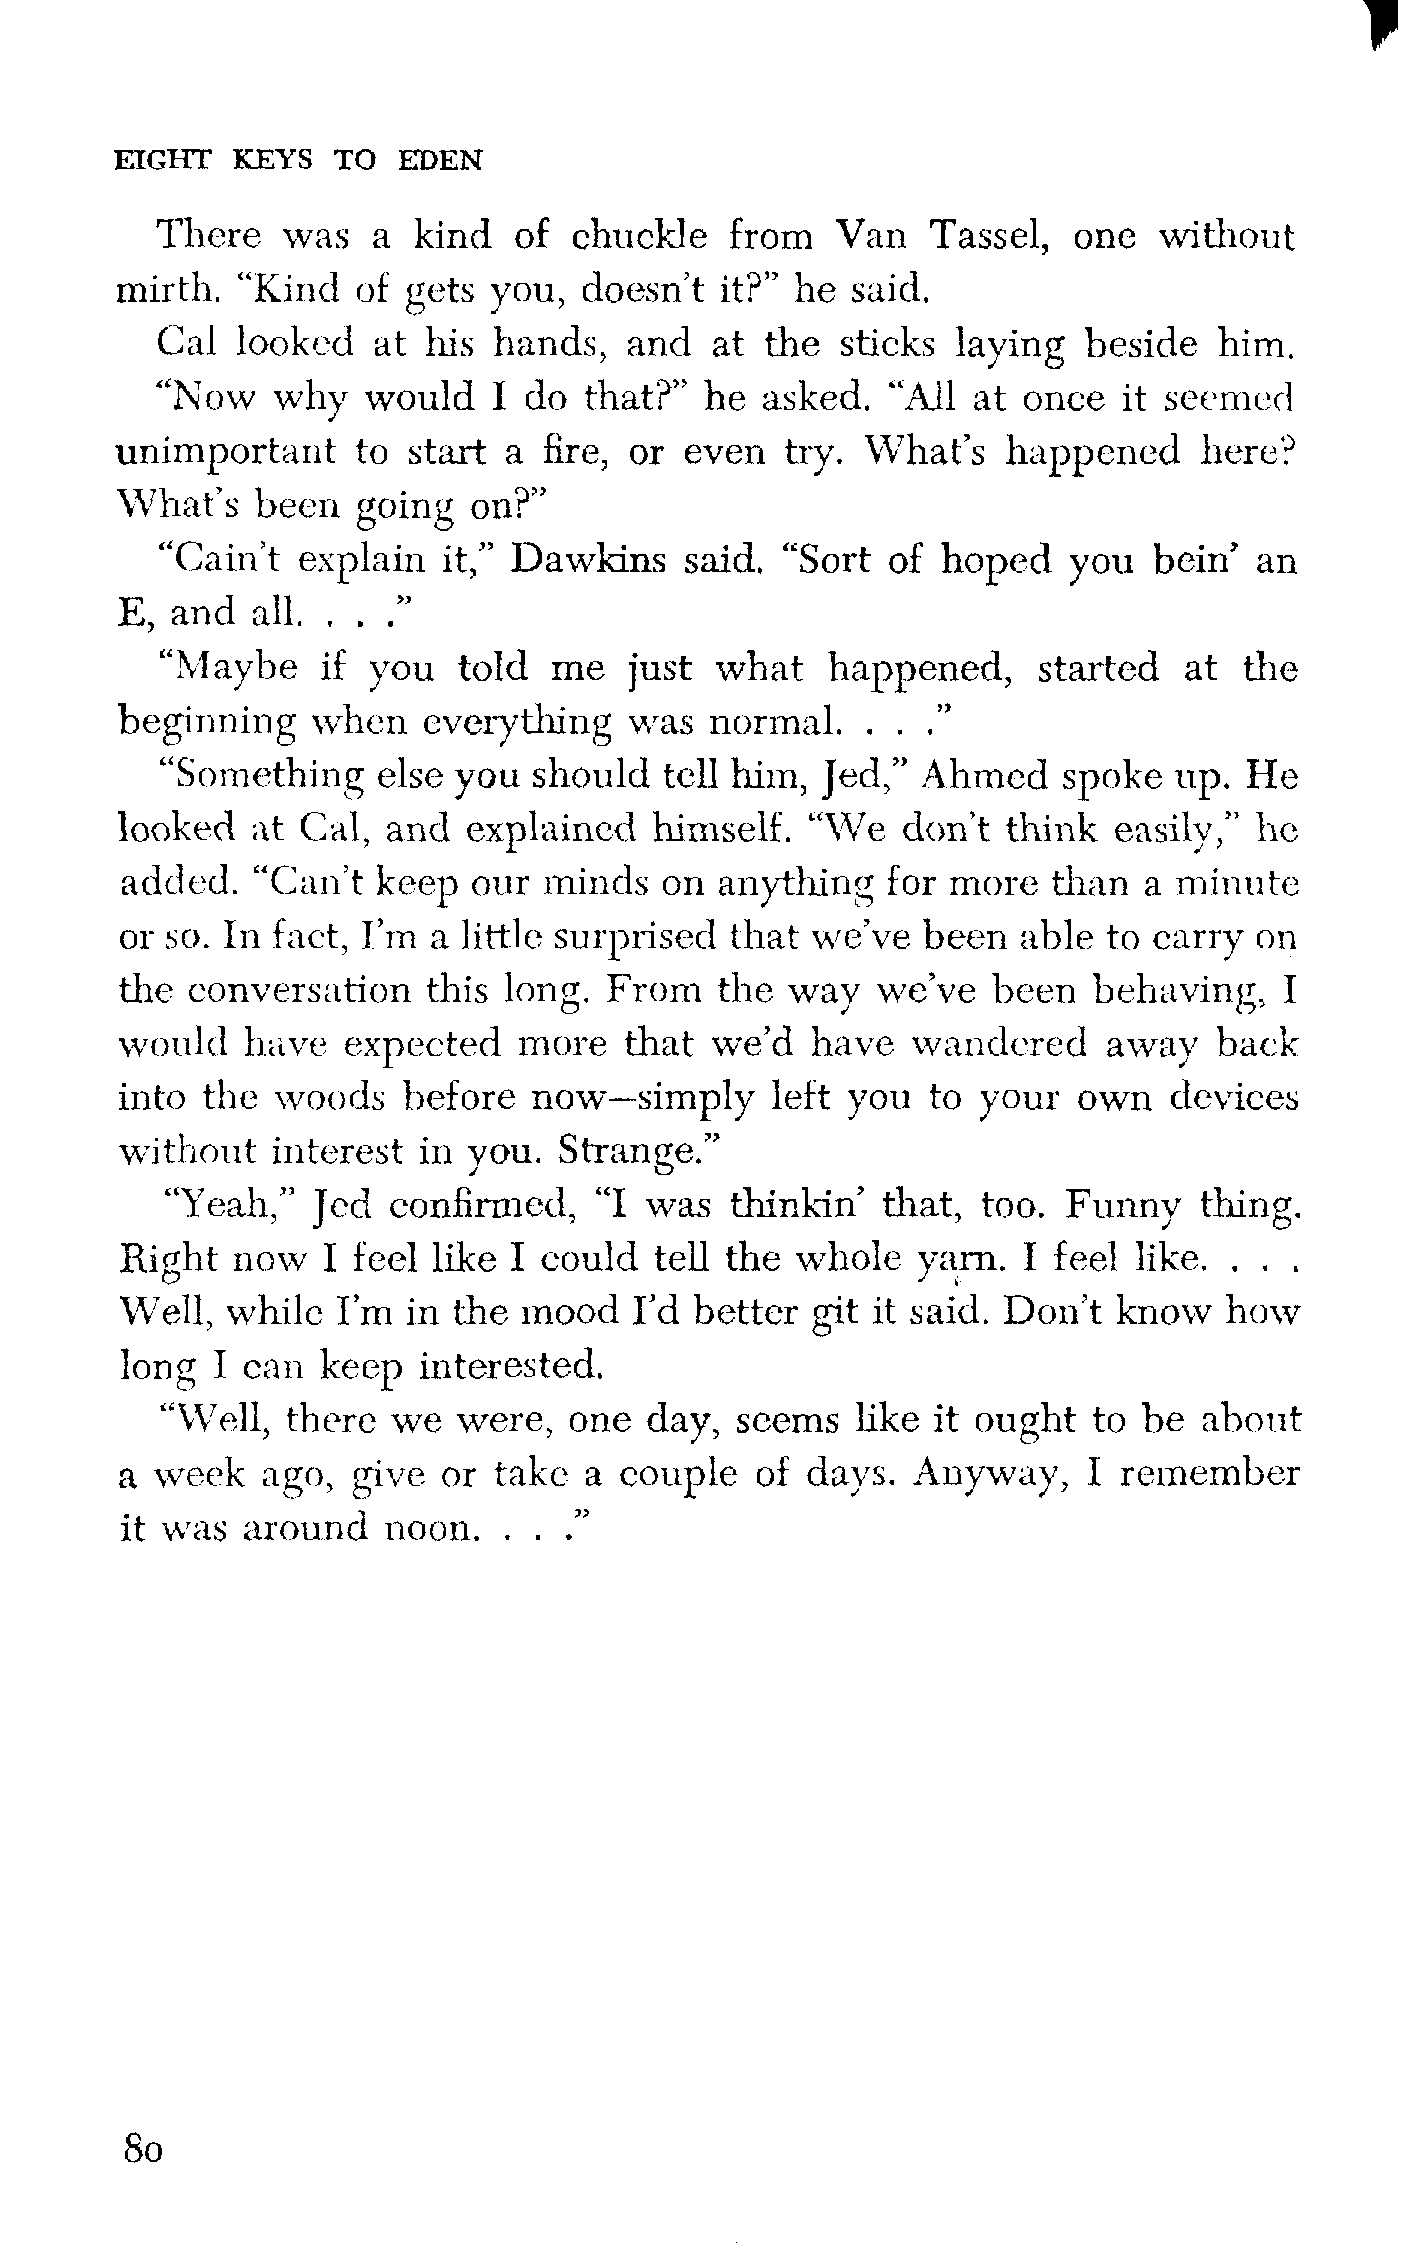 EIGHT KEYS TO EDEN
There was a kind of chuckle from Van Tassel, one without
mirth. “Kind of gets you, doesn’t it?” he said.
Cal looked at his hands, and at the sticks laying beside him.
“Now why would I do that?” he asked. “All at once it seemed
unimportant to start a fire, or even try. What’s happened here?
What’s been going on?”
“Cain’t explain it,” Dawkins said. “Sort of hoped you bein’ an
E, and all. . . .”
“Maybe if you told me just what happened, started at the
beginning when everything was normal. . . .”
“Something else you should tell him, Jed,” Ahmed spoke up. He
looked at Cal, and explained himself. “We don’t think easily,” he
added. “Can’t keep our minds on anything for more than a minute
or so. In fact, I’m a little surprised that we’ve been able to carry on
the conversation this long. From the way we’ve been behaving, I
would have expected more that we’d have wandered away back
into the woods before now—simply left you to your own devices
without interest in you. Strange.”
“Yeah,” Jed confirmed, “I was thinkin’ that, too. Funny thing.
Right now I feel like I could tell the whole yarn. I feel like. . . .
Well, while I’m in the mood I’d better git it said. Don’t know how
long I can keep interested.
“Well, there we were, one day, seems like it ought to be about
a week ago, give or take a couple of days. Anyway, I remember
it was around noon. . . .”
80